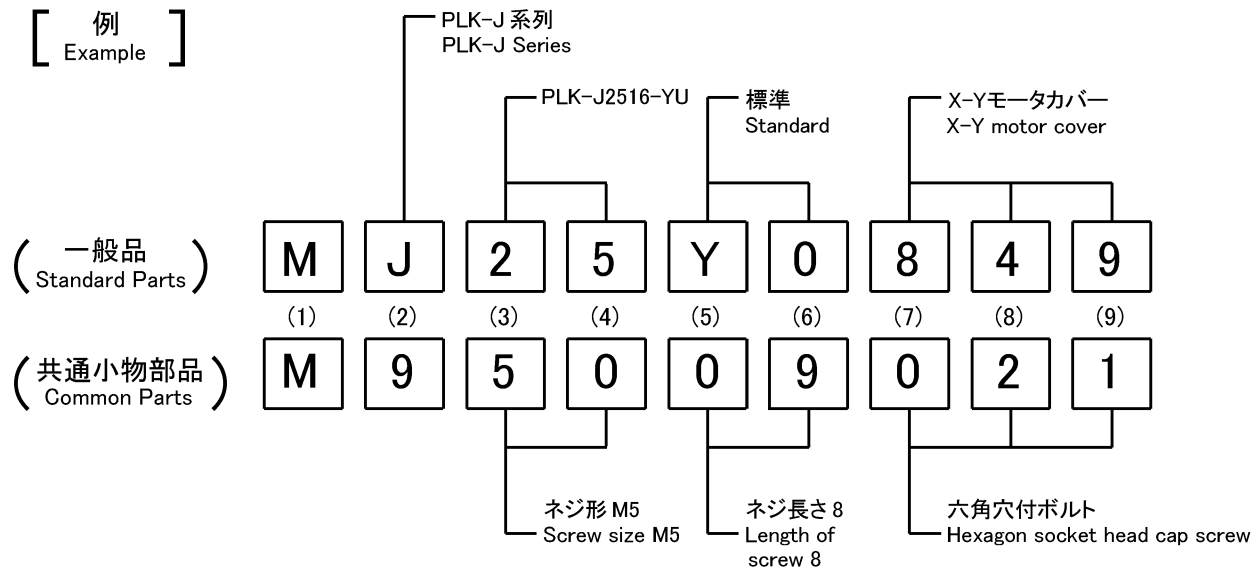 例
Example
PLK-J 系列
PLK-J Series
PLK-J2516-YU
標準
Standard
X-Yモータカバー
X-Y motor cover
一般品
Standard Parts
M J 2 5 Y 0 8 4 9
(1) (2) (3) (4) (5) (6) (7) (8) (9)
共通小物部品
Common Parts
M 9 5 0 0 9 0 2 1
ネジ形 M5
Screw size M5
ネジ長さ 8
Length of
screw 8
六角穴付ボルト
Hexagon socket head cap screw